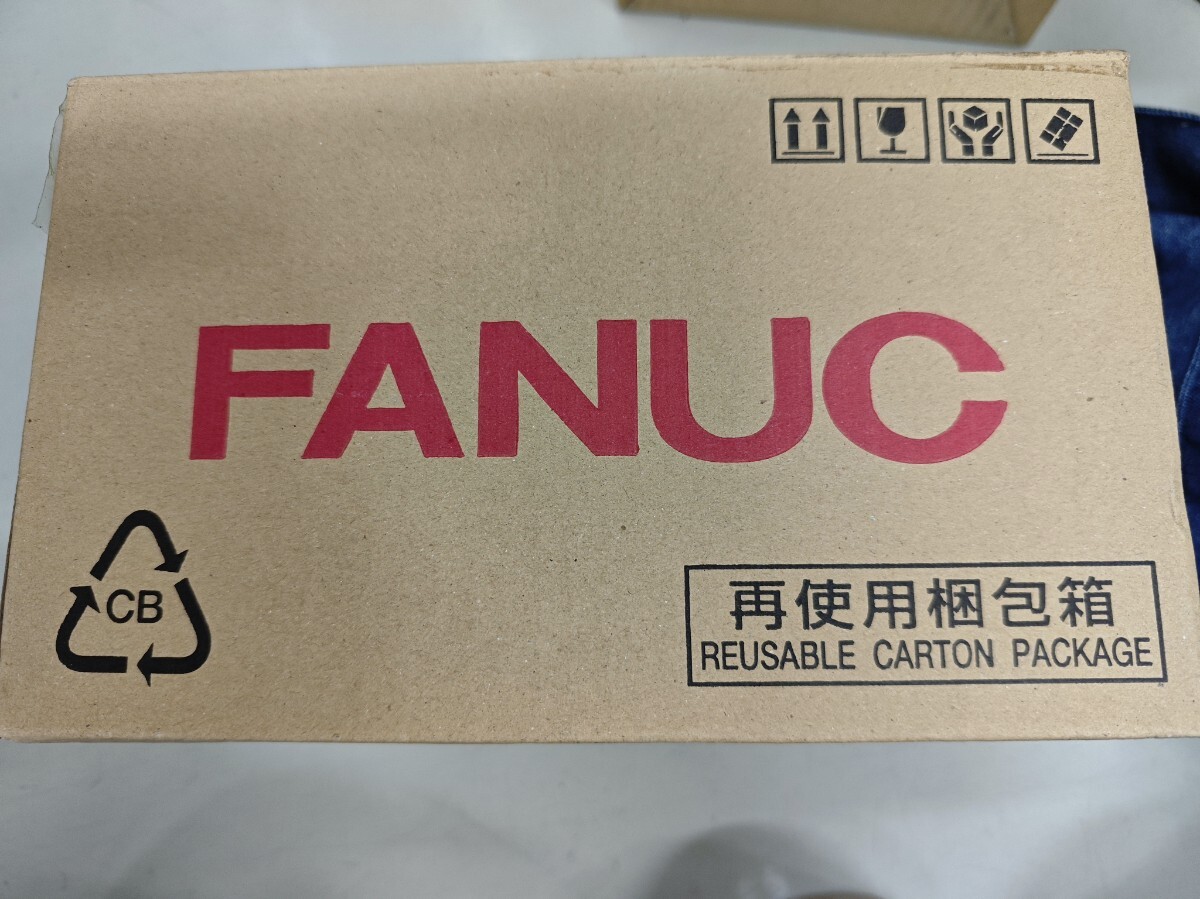 FANUC
CB
再使用梱包箱
REUSABLE CARTON PACKAGE